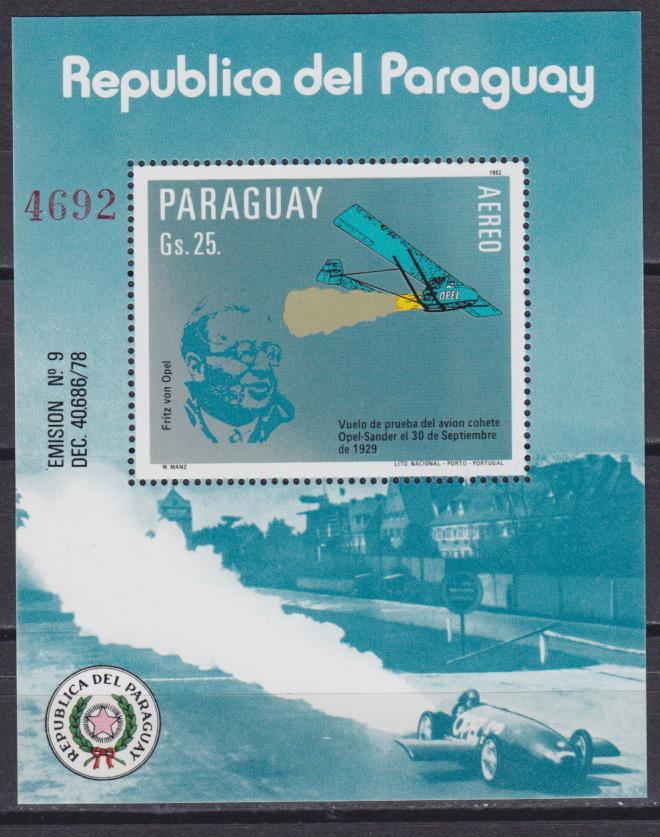 Republica del Paraguay
4692
1982
PARAGUAY
AEREO
Gs. 25.
OPEL
EMISION Nº 9
DEC. 40686/78
Fritz von Opel
Vuelo de prueba del avion cohete
Opel-Sander el 30 de Septiembre
de 1929
W. MANZ
LITO. NACIONAL - PORTO - PORTUGAL
REPUBLICA DEL PARAGUAY
OPEL